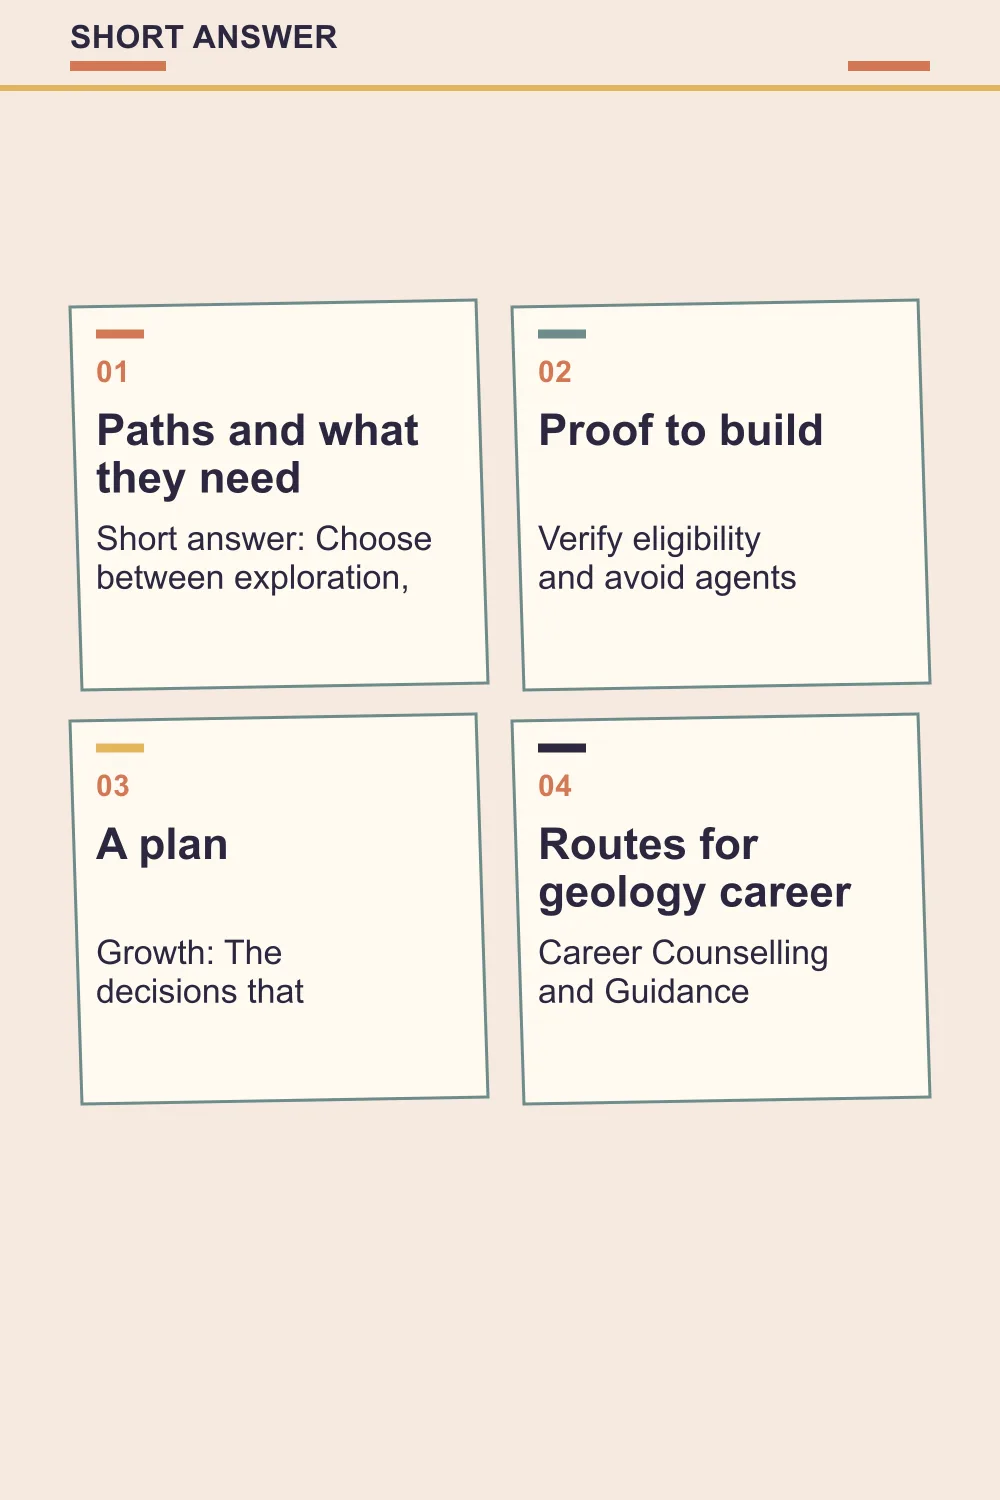 SHORT ANSWER
01
Paths and what
they need
Short answer: Choose
between exploration,
02
Proof to build
Verify eligibility
and avoid agents
03
A plan
Growth: The
decisions that
04
Routes for
geology career
Career Counselling
and Guidance